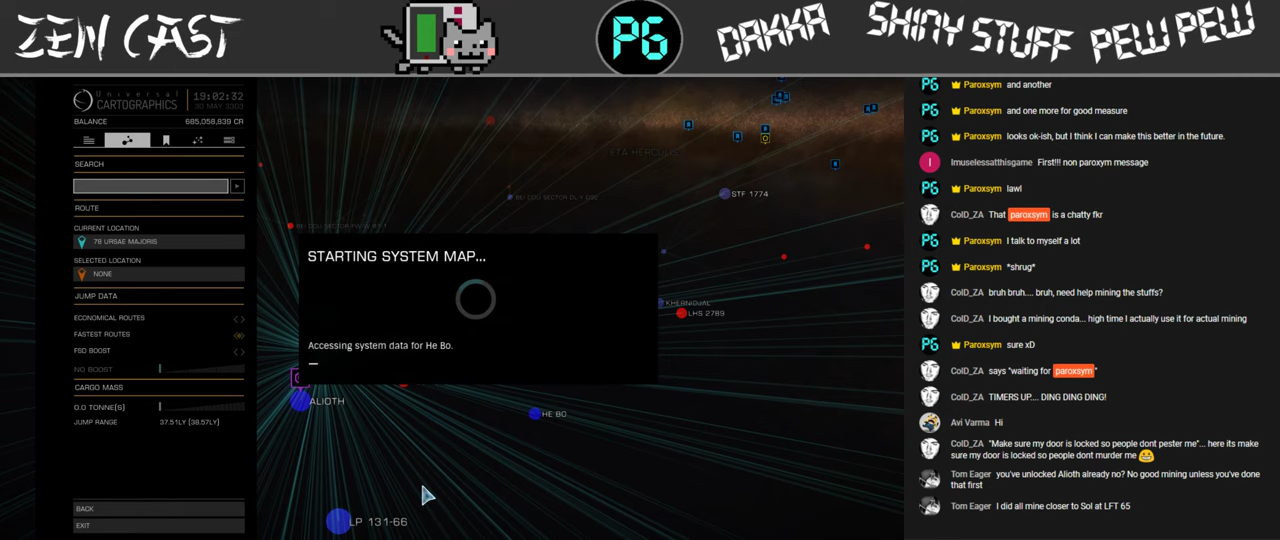 ZEN CAST
PG
DAKKA
SHINY STUFF
PEW PEW
Universal
CARTOGRAPHICS
19:02:32
30 MAY 3303
BALANCE
685,058,839 CR
SEARCH
ROUTE
CURRENT LOCATION
78 URSAE MAJORIS
SELECTED LOCATION
NONE
JUMP DATA
ECONOMICAL ROUTES
FASTEST ROUTES
FSD BOOST
NO BOOST
CARGO MASS
0.0 TONNE(S)
JUMP RANGE
37.51LY (38.57LY)
BACK
EXIT
ETA HERCULIS
STF 1774
STARTING SYSTEM MAP...
Accessing system data for He Bo.
KHERNIDJAL
LHS 2789
ALIOTH
HE BO
LP 131-66
PG Paroxsym and another
PG Paroxsym and one more for good measure
PG Paroxsym looks ok-ish, but I think I can make this better in the future.
I Imuselessatthisgame First!!! non paroxym message
PG Paroxsym lawl
ColD_ZA That paroxsym is a chatty fkr
PG Paroxsym I talk to myself a lot
PG Paroxsym *shrug*
ColD_ZA bruh bruh.... bruh, need help mining the stuffs?
ColD_ZA I bought a mining conda... high time I actually use it for actual mining
PG Paroxsym sure xD
ColD_ZA says "waiting for paroxsym"
ColD_ZA TIMERS UP.... DING DING DING!
Avi Varma Hi
ColD_ZA "Make sure my door is locked so people dont pester me"... here its make
sure my door is locked so people dont murder me 😂
Tom Eager you've unlocked Alioth already no? No good mining unless you've done
that first
Tom Eager I did all mine closer to Sol at LFT 65